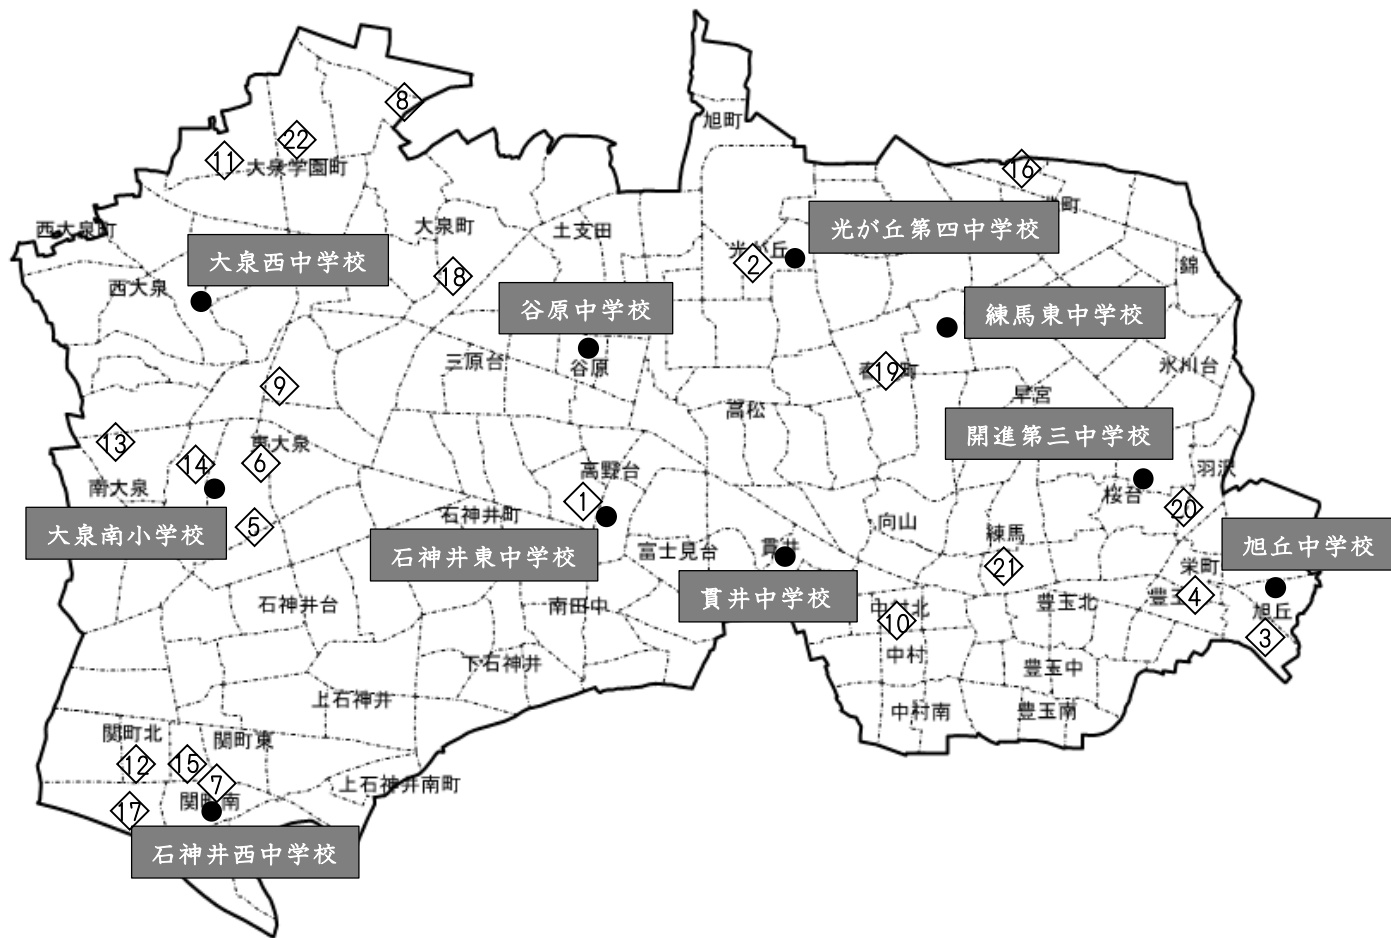 8
旭町
22
11
大泉学園町
16
西大泉町
大泉町
土支田
光が丘第四中学校
大泉西中学校
光が丘
2
錦
18
西大泉
谷原中学校
練馬東中学校
三原台
谷原
19
氷川台
9
早宮
高松
開進第三中学校
13
東大泉
14
6
高野台
羽沢
南大泉
桜台
1
20
大泉南小学校
5
石神井町
向山
練馬
石神井東中学校
富士見台
貫井
旭丘中学校
21
栄町
貫井中学校
4
石神井台
南田中
中村北
豊玉北
旭丘
10
3
中村
下石神井
豊玉中
上石神井
中村南
豊玉南
関町北
関町東
12
15
7
上石神井南町
関町南
17
石神井西中学校